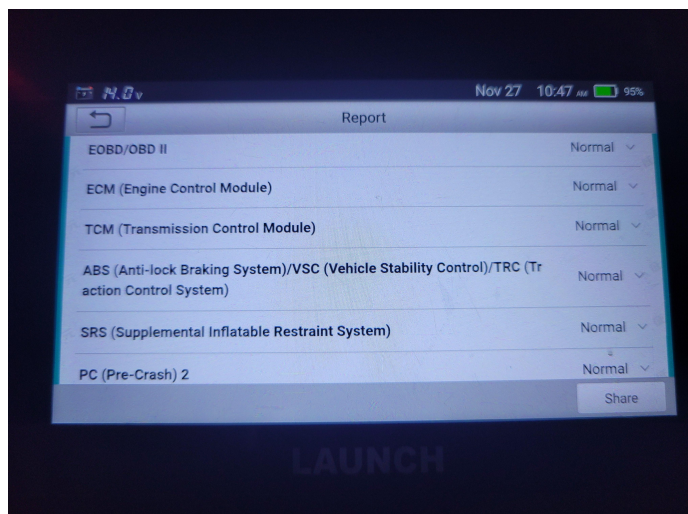 14.0v Nov 27 10:47 AM 95%
Report
EOBD/OBD II Normal
ECM (Engine Control Module) Normal
TCM (Transmission Control Module) Normal
ABS (Anti-lock Braking System)/VSC (Vehicle Stability Control)/TRC (Tr
action Control System) Normal
SRS (Supplemental Inflatable Restraint System) Normal
PC (Pre-Crash) 2 Normal
Share
LAUNCH